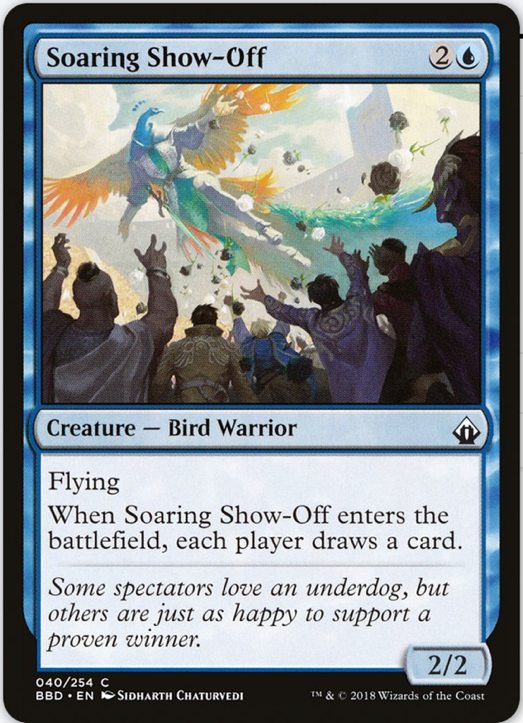 Soaring Show-Off 2
Creature — Bird Warrior
Flying
When Soaring Show-Off enters the
battlefield, each player draws a card.
Some spectators love an underdog, but
others are just as happy to support a
proven winner.
2/2
040/254 C
BBD • EN Sidharth Chaturvedi
™ & © 2018 Wizards of the Coast